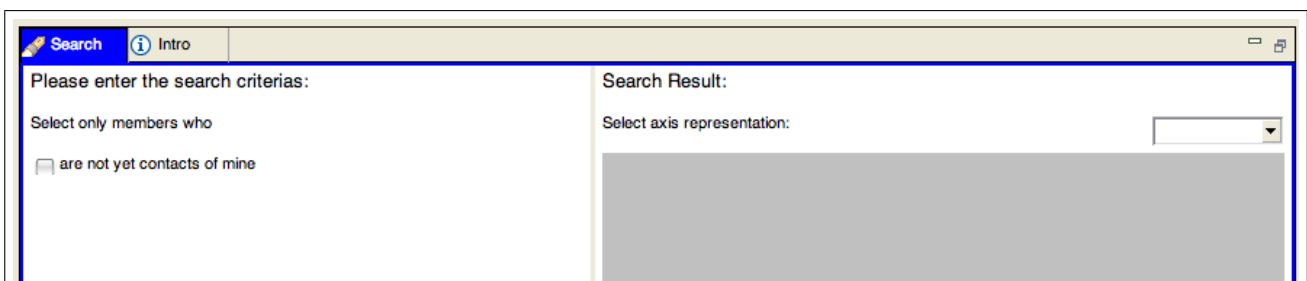 Search
Intro
Please enter the search criterias:
Select only members who
are not yet contacts of mine
Search Result:
Select axis representation: